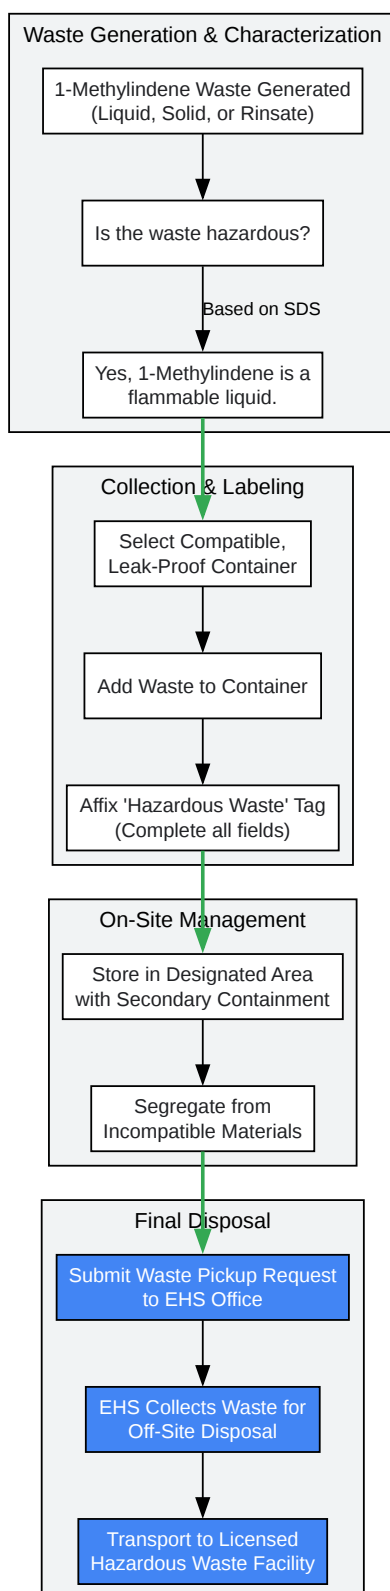 Waste Generation & Characterization
1-Methylindene Waste Generated
(Liquid, Solid, or Rinsate)
Is the waste hazardous?
Based on SDS
Yes, 1-Methylindene is a
flammable liquid.
Collection & Labeling
Select Compatible,
Leak-Proof Container
Add Waste to Container
Affix 'Hazardous Waste' Tag
(Complete all fields)
On-Site Management
Store in Designated Area
with Secondary Containment
Segregate from
Incompatible Materials
Final Disposal
Submit Waste Pickup Request
to EHS Office
EHS Collects Waste for
Off-Site Disposal
Transport to Licensed
Hazardous Waste Facility